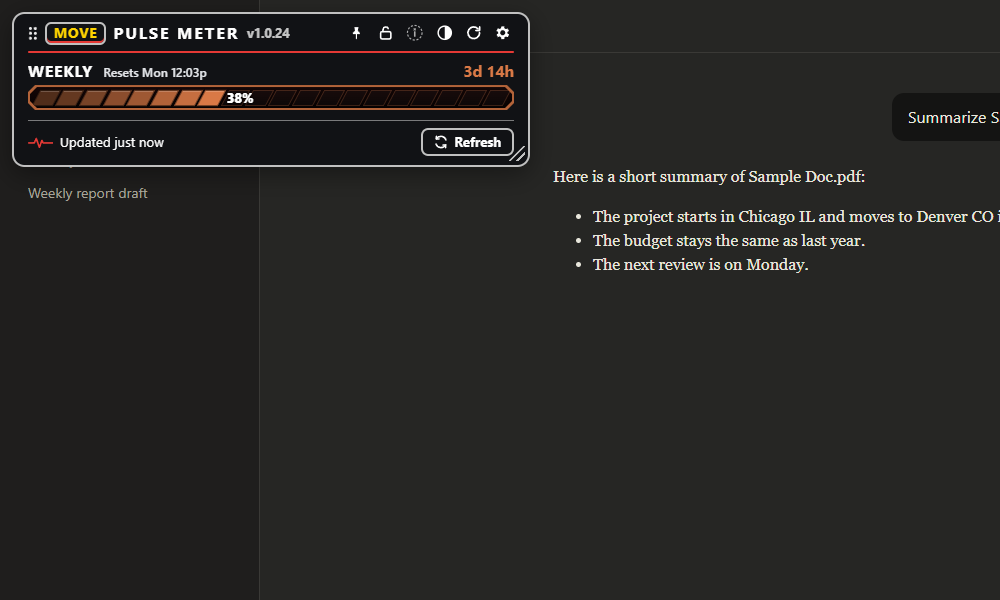 MOVE PULSE METER v1.0.24
WEEKLY Resets Mon 12:03p 3d 14h
38%
Updated just now Refresh
Weekly report draft
Summarize S
Here is a short summary of Sample Doc.pdf:
• The project starts in Chicago IL and moves to Denver CO i
• The budget stays the same as last year.
• The next review is on Monday.